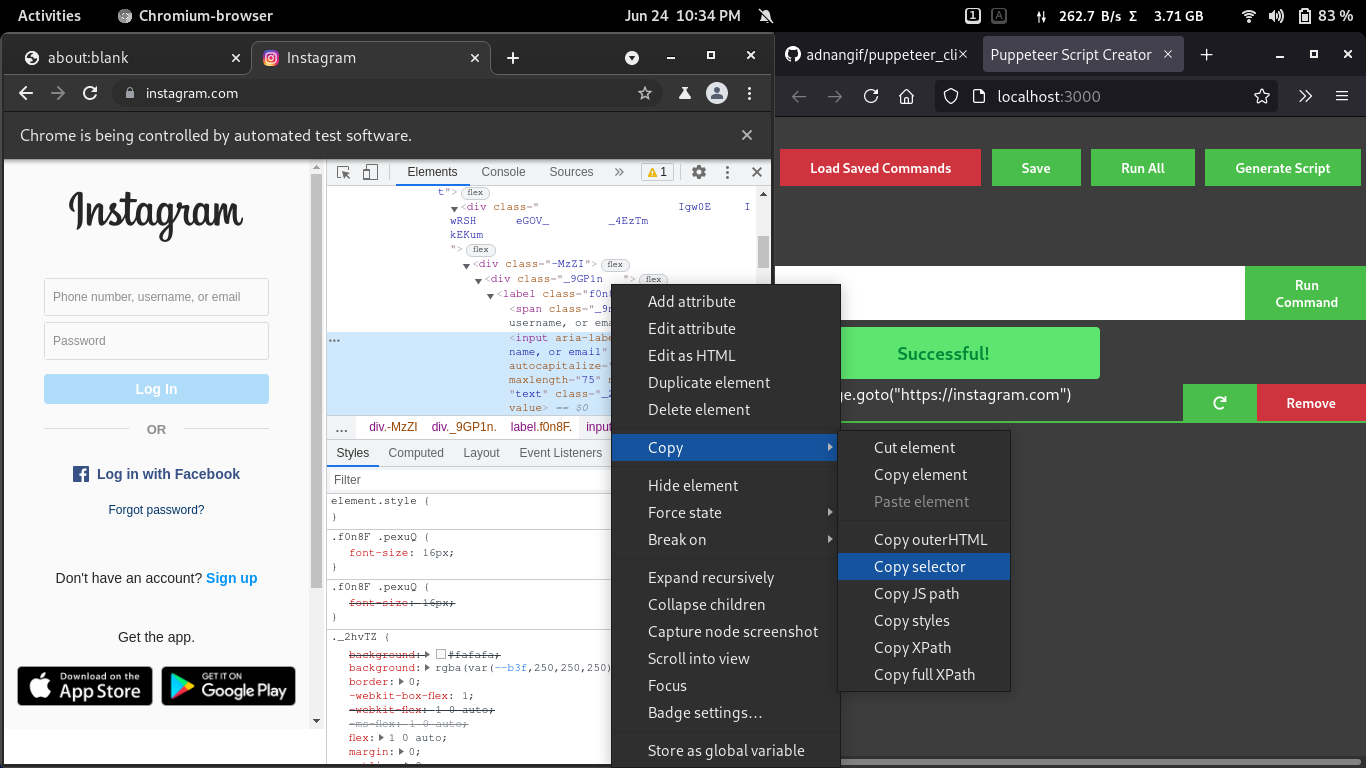 Activities
Chromium-browser
Jun 24 10:34 PM
1
A
262.7 B/s Σ 3.71 GB
83 %
about:blank
Instagram
instagram.com
Chrome is being controlled by automated test software.
Instagram
Phone number, username, or email
Password
Log In
OR
Log in with Facebook
Forgot password?
Don't have an account? Sign up
Get the app.
Download on the
App Store
GET IT ON
Google Play
Elements
Console
Sources
1
t"> flex
<div class=" Igw0E I
wRSH eGOV_ _4EzTm
kEKum
"> flex
<div class="-MzZI"> flex
<div class="_9GP1n "> flex
<label class="f0n8
<span class="_9n
username, or ema
... <input aria-labe
name, or email"
autocapitalize="
maxlength="75"
"text" class="_2
value> == $0
...
div.-MzZI
div._9GP1n.
label.f0n8F.
input
Styles
Computed
Layout
Event Listeners
Filter
element.style {
}
.f0n8F .pexuQ {
font-size: 16px;
}
.f0n8F .pexuQ {
font-size: 16px;
}
._2hvTZ {
background: #fafafa;
background: rgba(var(--b3f,250,250,250)
border: 0;
-webkit-box-flex: 1;
-webkit-flex: 1 0 auto;
-ms-flex: 1 0 auto;
flex: 1 0 auto;
margin: 0;
Add attribute
Edit attribute
Edit as HTML
Duplicate element
Delete element
Copy
Hide element
Force state
Break on
Expand recursively
Collapse children
Capture node screenshot
Scroll into view
Focus
Badge settings…
Store as global variable
Cut element
Copy element
Paste element
Copy outerHTML
Copy selector
Copy JS path
Copy styles
Copy XPath
Copy full XPath
adnangif/puppeteer_cli
Puppeteer Script Creator
localhost:3000
Load Saved Commands
Save
Run All
Generate Script
Run
Command
Successful!
ge.goto("https://instagram.com")
Remove